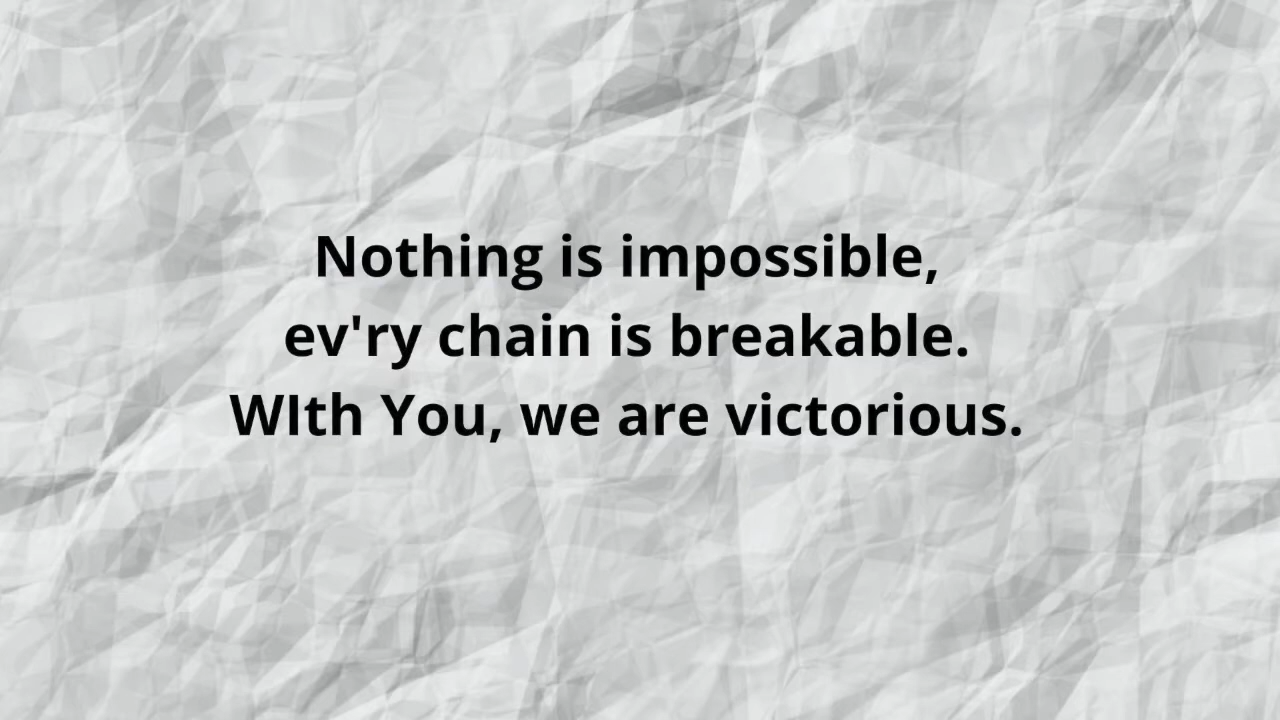 Nothing is impossible,
ev'ry chain is breakable.
WIth You, we are victorious.